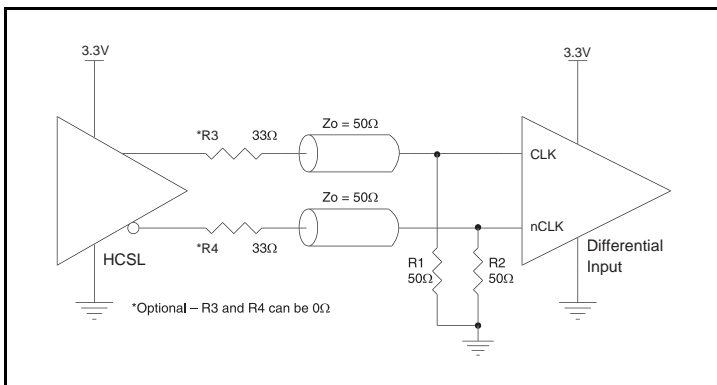 3.3V
3.3V
*R3 33Ω
Zo = 50Ω
CLK
Zo = 50Ω
*R4 33Ω
nCLK
HCSL
Differential
Input
R1
50Ω
R2
50Ω
*Optional – R3 and R4 can be 0Ω